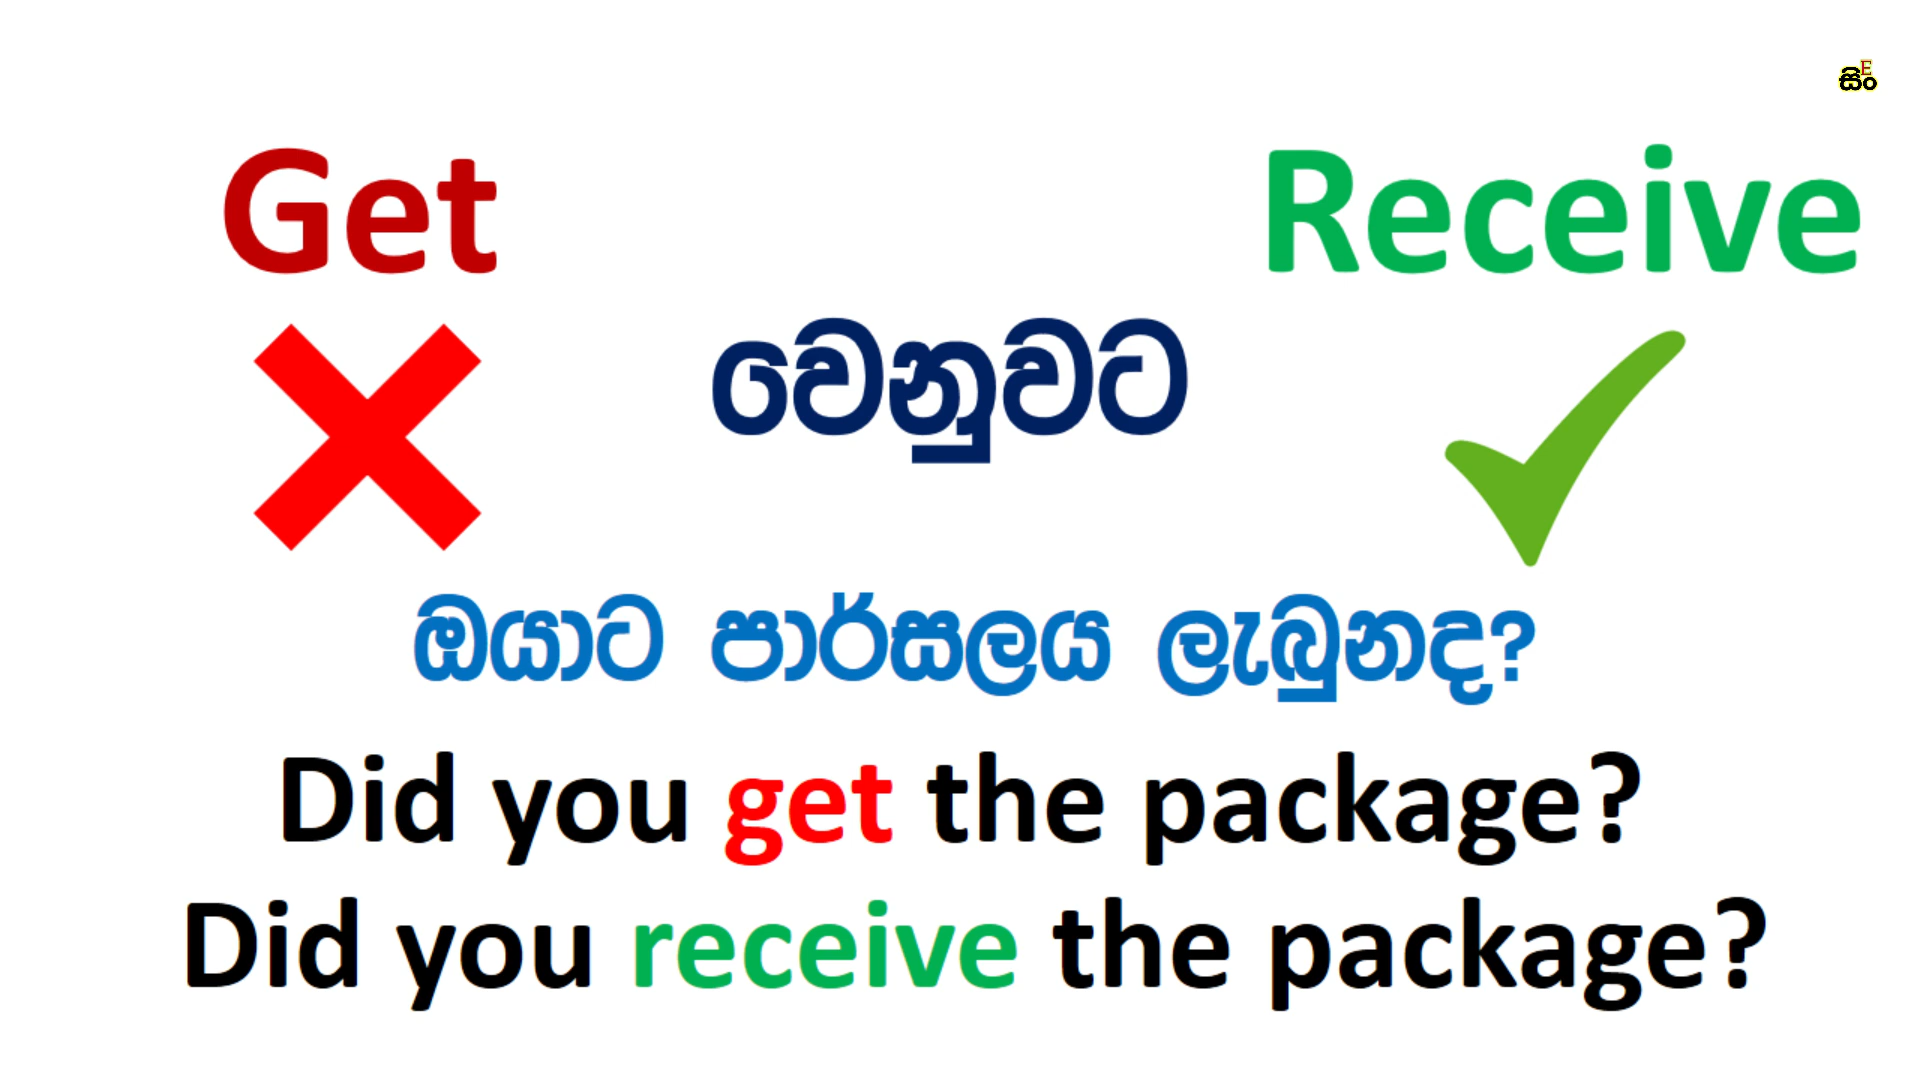 සිංE
Get Receive
වෙනුවට
ඔයාට පාර්සලය ලැබුනද?
Did you get the package?
Did you receive the package?